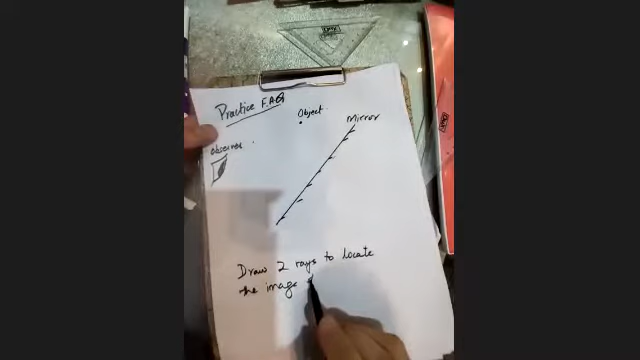 Practice FAQ
Object
Mirror
observer
Draw 2 rays to locate
the image